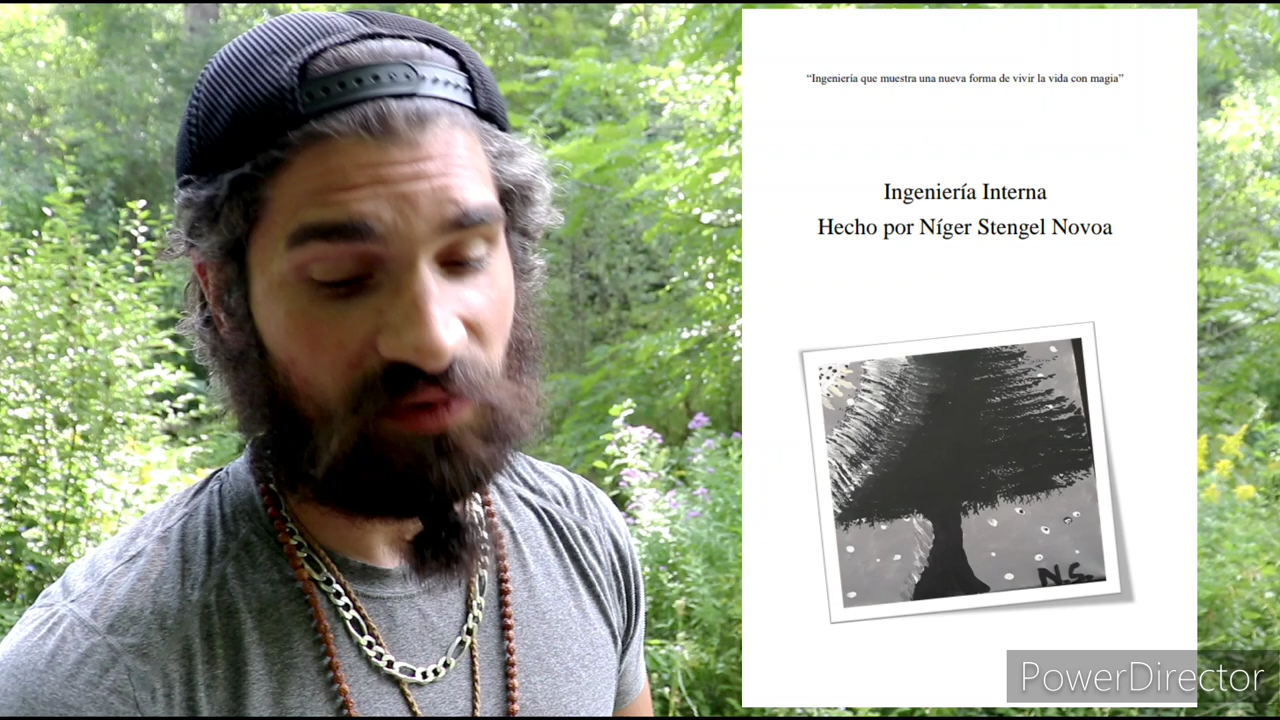 “Ingeniería que muestra una nueva forma de vivir la vida con magia”
Ingeniería Interna
Hecho por Níger Stengel Novoa
N.S.
PowerDirector